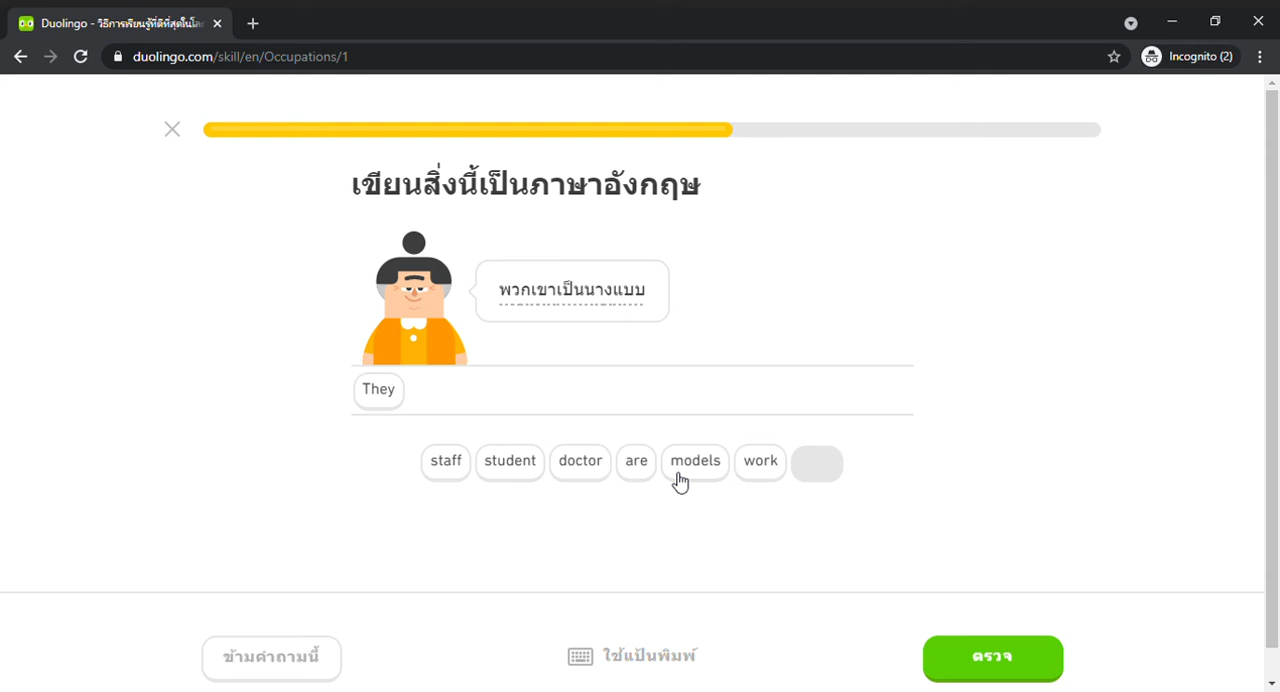 Duolingo - วิธีการเรียนรู้ที่ดีที่สุดในโล
duolingo.com/skill/en/Occupations/1
Incognito (2)
เขียนสิ่งนี้เป็นภาษาอังกฤษ
พวกเขาเป็นนางแบบ
They
staff student doctor are models work
ข้ามคำถามนี้ ใช้แป้นพิมพ์ ตรวจ